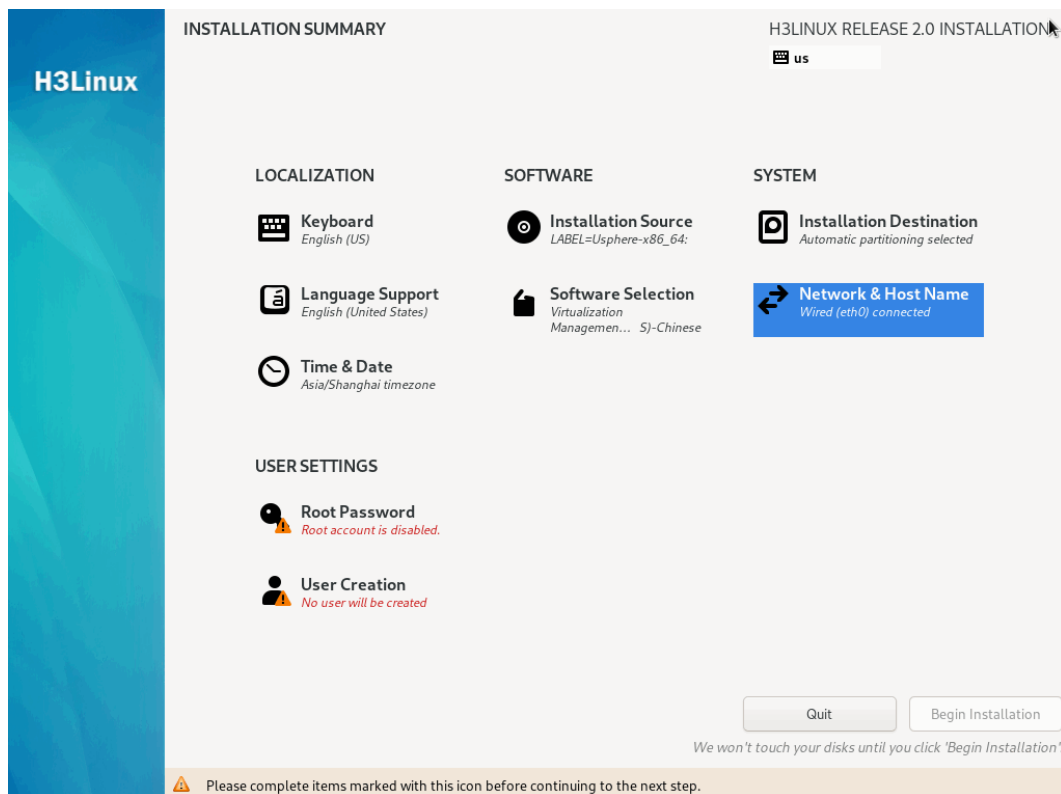 INSTALLATION SUMMARY
H3LINUX RELEASE 2.0 INSTALLATION
us
H3Linux
LOCALIZATION
Keyboard
English (US)
Language Support
English (United States)
Time & Date
Asia/Shanghai timezone
SOFTWARE
Installation Source
LABEL=Usphere-x86_64:
Software Selection
Virtualization
Managemen... S)-Chinese
SYSTEM
Installation Destination
Automatic partitioning selected
Network & Host Name
Wired (eth0) connected
USER SETTINGS
Root Password
Root account is disabled.
User Creation
No user will be created
Quit
Begin Installation
We won't touch your disks until you click 'Begin Installation'
Please complete items marked with this icon before continuing to the next step.